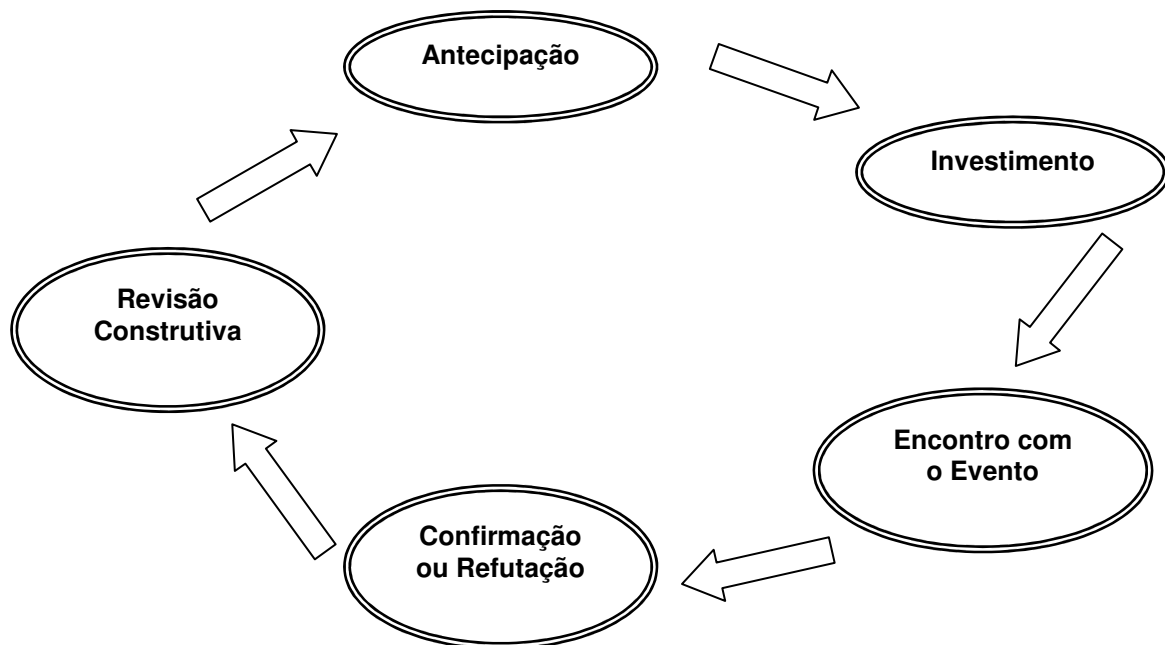 Antecipação
Investimento
Encontro com
o Evento
Confirmação
ou Refutação
Revisão
Construtiva